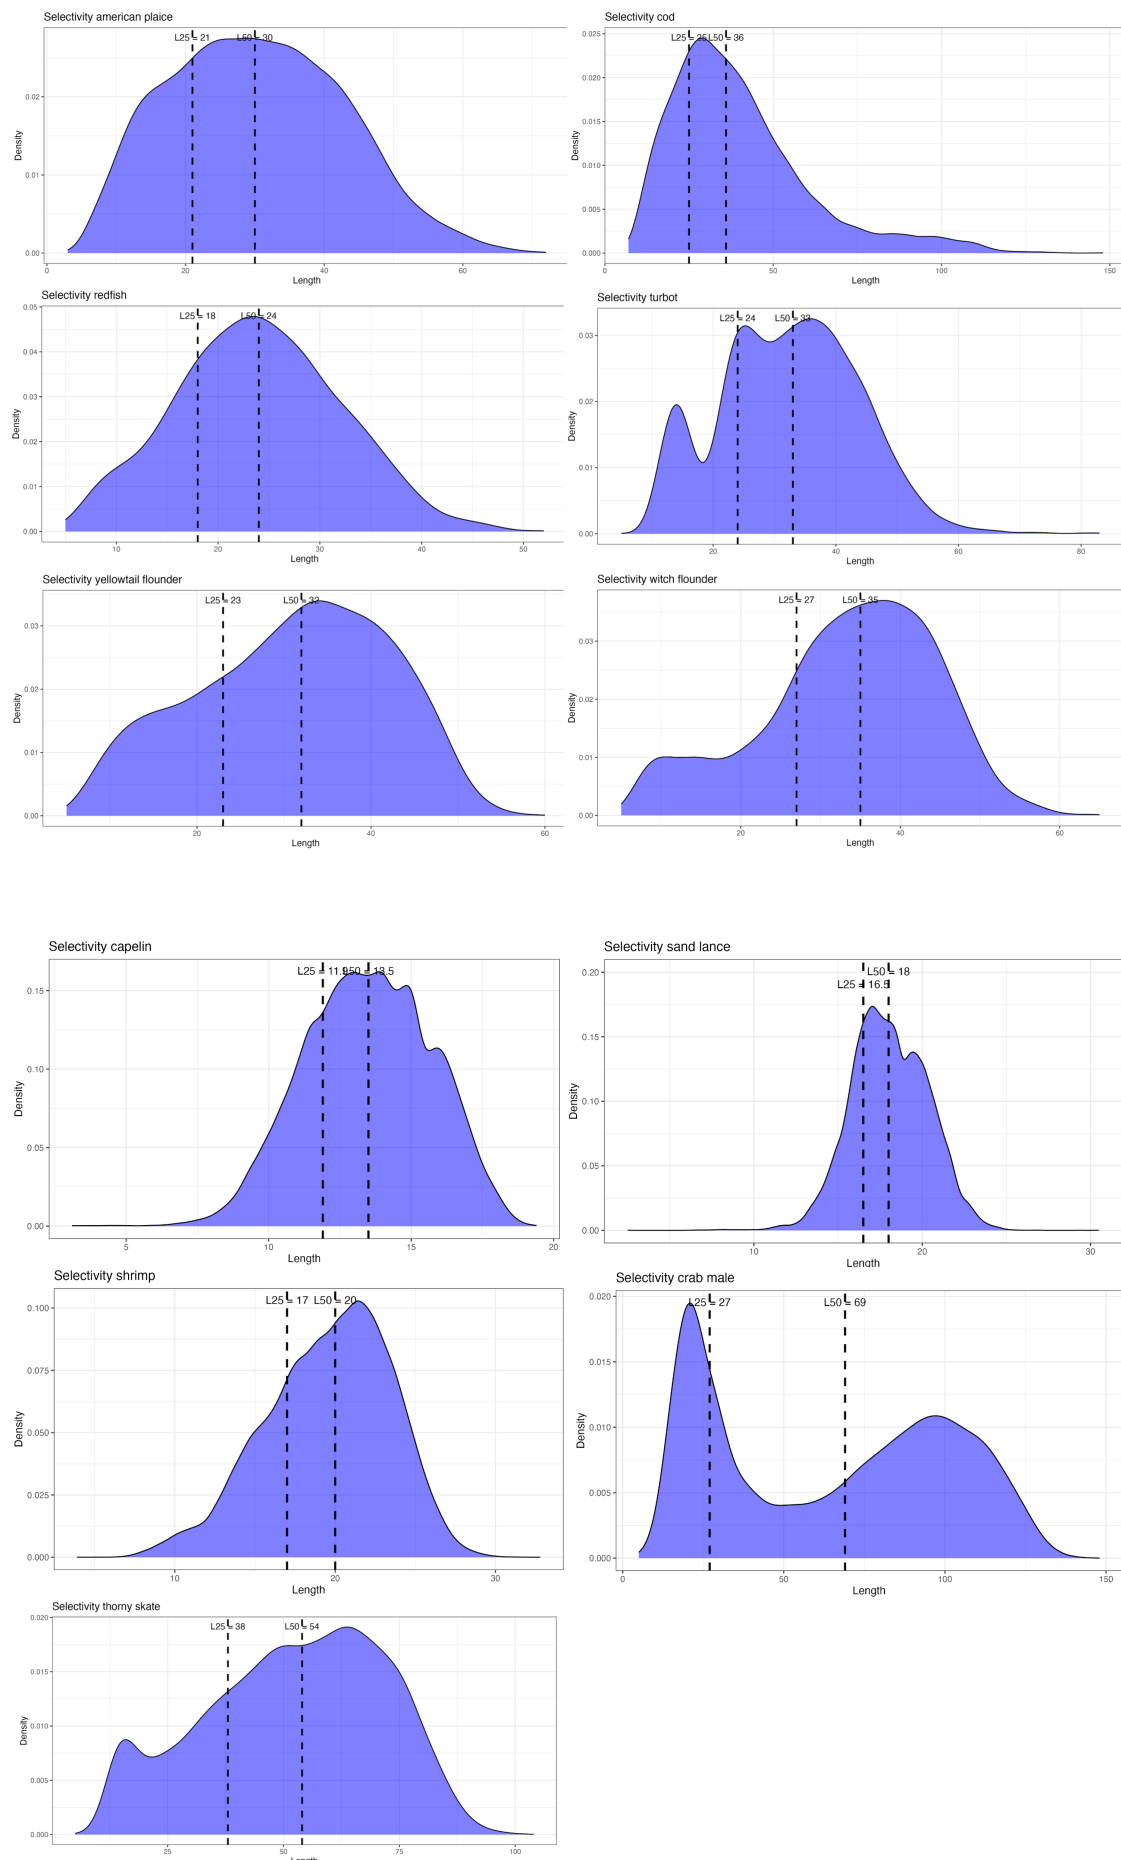 Selectivity american plaice
L25 = 21
L50 = 30
0.02
0.01
0.00
Density
0
20
40
60
Length
Selectivity cod
L25 = 25
L50 = 36
0.025
0.020
0.015
0.010
0.005
0.000
Density
0
50
100
150
Length
Selectivity redfish
L25 = 18
L50 = 24
0.05
0.04
0.03
0.02
0.01
0.00
Density
10
20
30
40
50
Length
Selectivity turbot
L25 = 24
L50 = 33
0.03
0.02
0.01
0.00
Density
20
40
60
80
Length
Selectivity yellowtail flounder
L25 = 23
L50 = 32
0.03
0.02
0.01
0.00
Density
20
40
60
Length
Selectivity witch flounder
L25 = 27
L50 = 35
0.03
0.02
0.01
0.00
Density
20
40
60
Length
Selectivity capelin
L25 = 11.9
L50 = 13.5
0.15
0.10
0.05
0.00
Density
5
10
15
20
Length
Selectivity sand lance
L50 = 18
L25 = 16.5
0.20
0.15
0.10
0.05
0.00
Density
10
20
30
Length
Selectivity shrimp
L25 = 17
L50 = 20
0.100
0.075
0.050
0.025
0.000
Density
10
20
30
Length
Selectivity crab male
L25 = 27
L50 = 69
0.020
0.015
0.010
0.005
0.000
Density
0
50
100
150
Length
Selectivity thorny skate
L25 = 38
L50 = 54
0.020
0.015
0.010
0.005
0.000
Density
25
50
75
100
Length